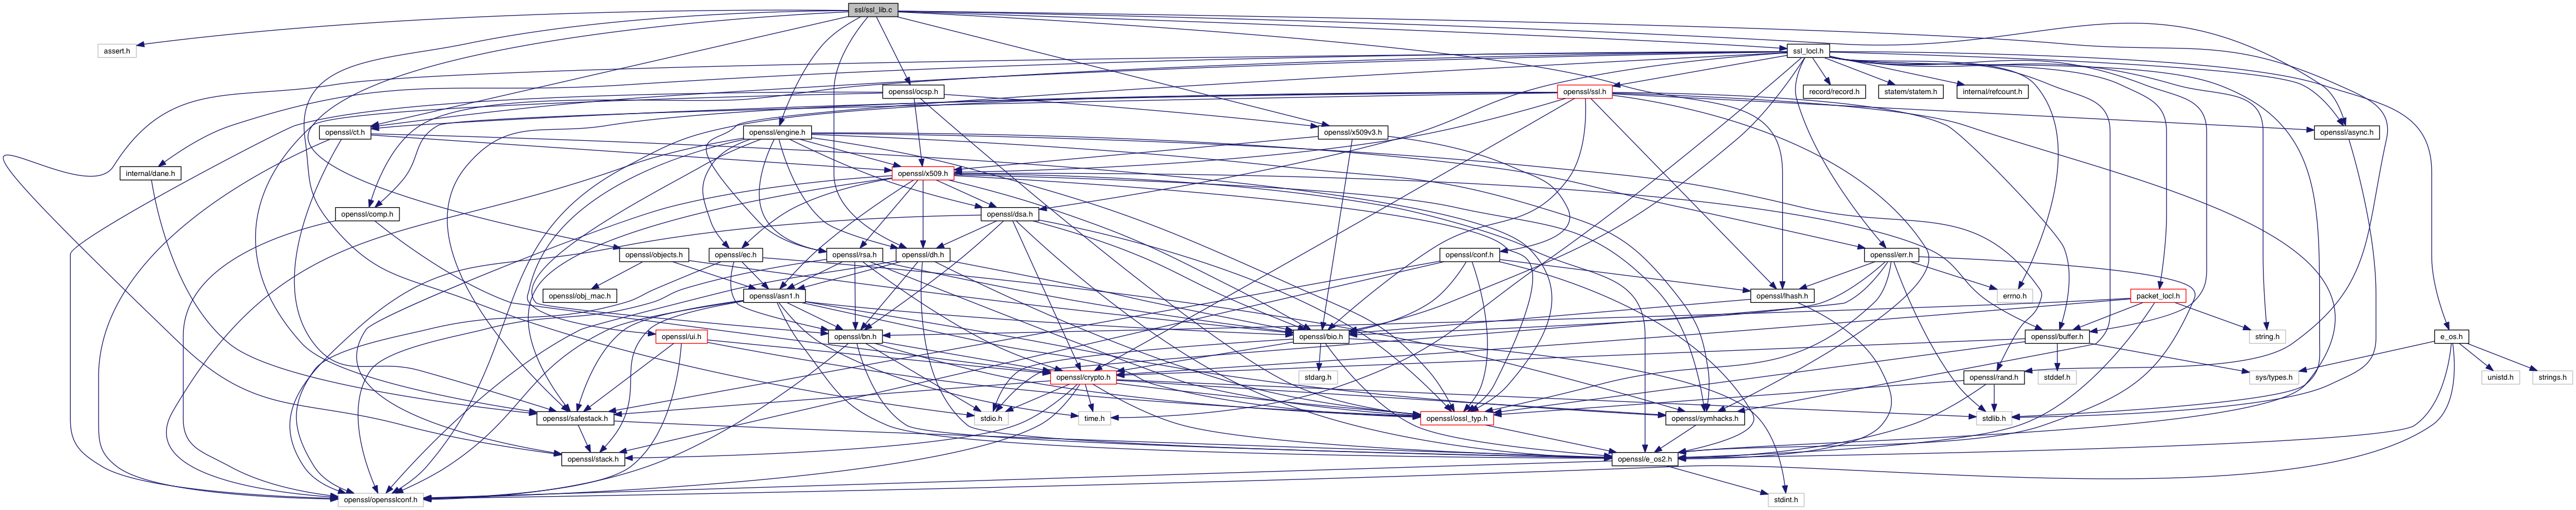 ssl/ssl_lib.c
assert.h
ssl_locl.h
openssl/ocsp.h
openssl/ssl.h
record/record.h
statem/statem.h
internal/refcount.h
openssl/ct.h
openssl/engine.h
openssl/x509v3.h
openssl/async.h
internal/dane.h
openssl/x509.h
openssl/comp.h
openssl/dsa.h
openssl/objects.h
openssl/ec.h
openssl/rsa.h
openssl/dh.h
openssl/conf.h
openssl/err.h
openssl/obj_mac.h
openssl/asn1.h
openssl/lhash.h
errno.h
packet_locl.h
openssl/ui.h
openssl/bn.h
openssl/bio.h
openssl/buffer.h
string.h
e_os.h
openssl/crypto.h
stdarg.h
openssl/rand.h
stddef.h
sys/types.h
unistd.h
strings.h
openssl/safestack.h
stdio.h
time.h
openssl/ossl_typ.h
openssl/symhacks.h
stdlib.h
openssl/stack.h
openssl/e_os2.h
openssl/opensslconf.h
stdint.h